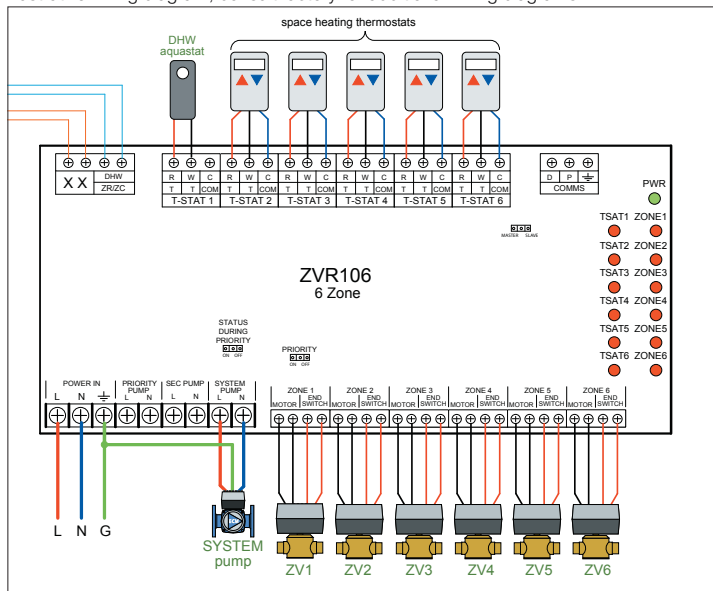 space heating thermostats
DHW
aquastat
X X DHW
ZR/ZC
R W C R W C R W C R W C R W C R W C
T T COM T T COM T T COM T T COM T T COM T T COM
T-STAT 1 T-STAT 2 T-STAT 3 T-STAT 4 T-STAT 5 T-STAT 6
D P
COMMS
PWR
MASTER SLAVE
TSAT1 ZONE1
TSAT2 ZONE2
TSAT3 ZONE3
TSAT4 ZONE4
TSAT5 ZONE5
TSAT6 ZONE6
ZVR106
6 Zone
STATUS
DURING
PRIORITY
ON OFF
PRIORITY
ON OFF
POWER IN
L N
PRIORITY
PUMP
L N
SEC PUMP
L N
SYSTEM
PUMP
L N
ZONE 1 ZONE 2 ZONE 3 ZONE 4 ZONE 5 ZONE 6
MOTOR END SWITCH MOTOR END SWITCH MOTOR END SWITCH MOTOR END SWITCH MOTOR END SWITCH MOTOR END SWITCH
L N G
ECM
SYSTEM
pump
ZV1 ZV2 ZV3 ZV4 ZV5 ZV6